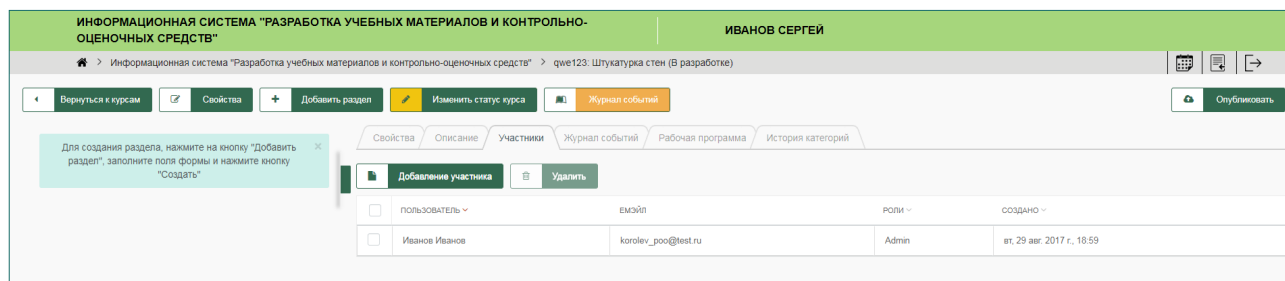 ИНФОРМАЦИОННАЯ СИСТЕМА "РАЗРАБОТКА УЧЕБНЫХ МАТЕРИАЛОВ И КОНТРОЛЬНО-
ОЦЕНОЧНЫХ СРЕДСТВ"
ИВАНОВ СЕРГЕЙ
> Информационная система "Разработка учебных материалов и контрольно-оценочных средств" > qwe123: Штукатурка стен (В разработке)
Вернуться к курсам Свойства Добавить раздел Изменить статус курса Журнал событий Опубликовать
Для создания раздела, нажмите на кнопку "Добавить
раздел", заполните поля формы и нажмите кнопку
"Создать"
Свойства Описание Участники Журнал событий Рабочая программа История категорий
Добавление участника Удалить
ПОЛЬЗОВАТЕЛЬ ЕМЭЙЛ РОЛИ СОЗДАНО
Иванов Иванов korolev_poo@test.ru Admin вт, 29 авг. 2017 г., 18:59